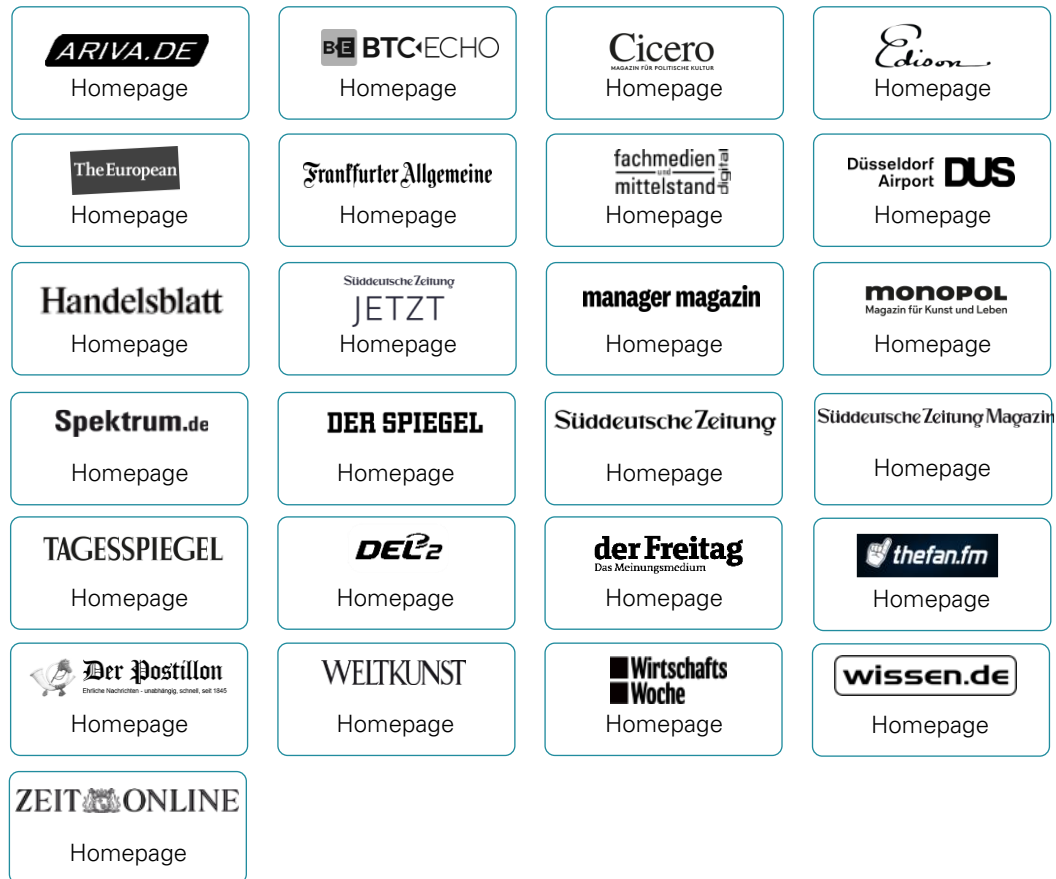 ARIVA.DE
Homepage
BE BTC ECHO
Homepage
Cicero
MAGAZIN FÜR POLITISCHE KULTUR
Homepage
Edison
Homepage
The European
Homepage
Frankfurter Allgemeine
Homepage
fachmedien
und
mittelstand
digital
Homepage
Düsseldorf
Airport
DUS
Homepage
Handelsblatt
Homepage
Süddeutsche Zeitung
JETZT
Homepage
manager magazin
Homepage
MONOPOL
Magazin für Kunst und Leben
Homepage
Spektrum.de
Homepage
DER SPIEGEL
Homepage
Süddeutsche Zeitung
Homepage
Süddeutsche Zeitung Magazin
Homepage
TAGESSPIEGEL
Homepage
DEL2
Homepage
der Freitag
Das Meinungsmedium
Homepage
thefan.fm
Homepage
Der Postillon
Ehrliche Nachrichten - unabhängig, schnell, seit 1845
Homepage
WELTKUNST
Homepage
Wirtschafts
Woche
Homepage
wissen.de
Homepage
ZEIT ONLINE
Homepage